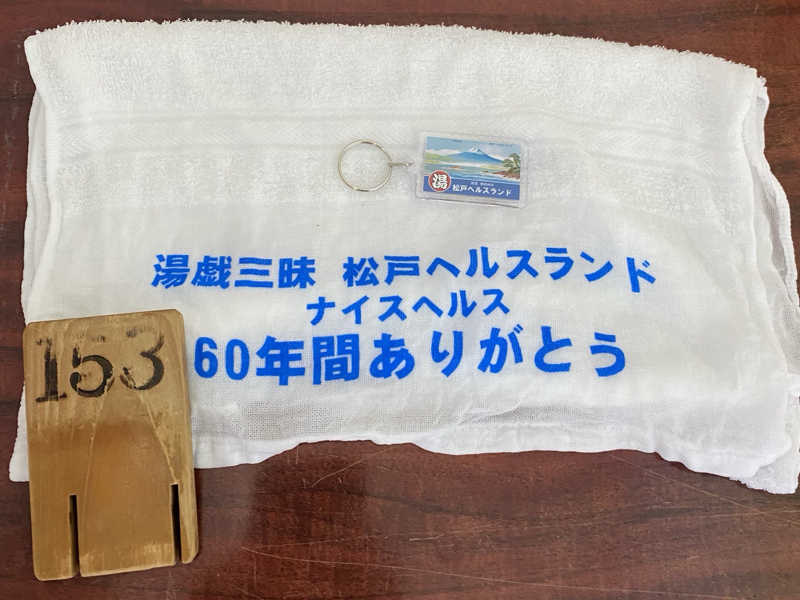 湯
松戸ヘルスランド
湯戯三昧 松戸ヘルスランド
ナイスヘルス
60年間ありがとう
153